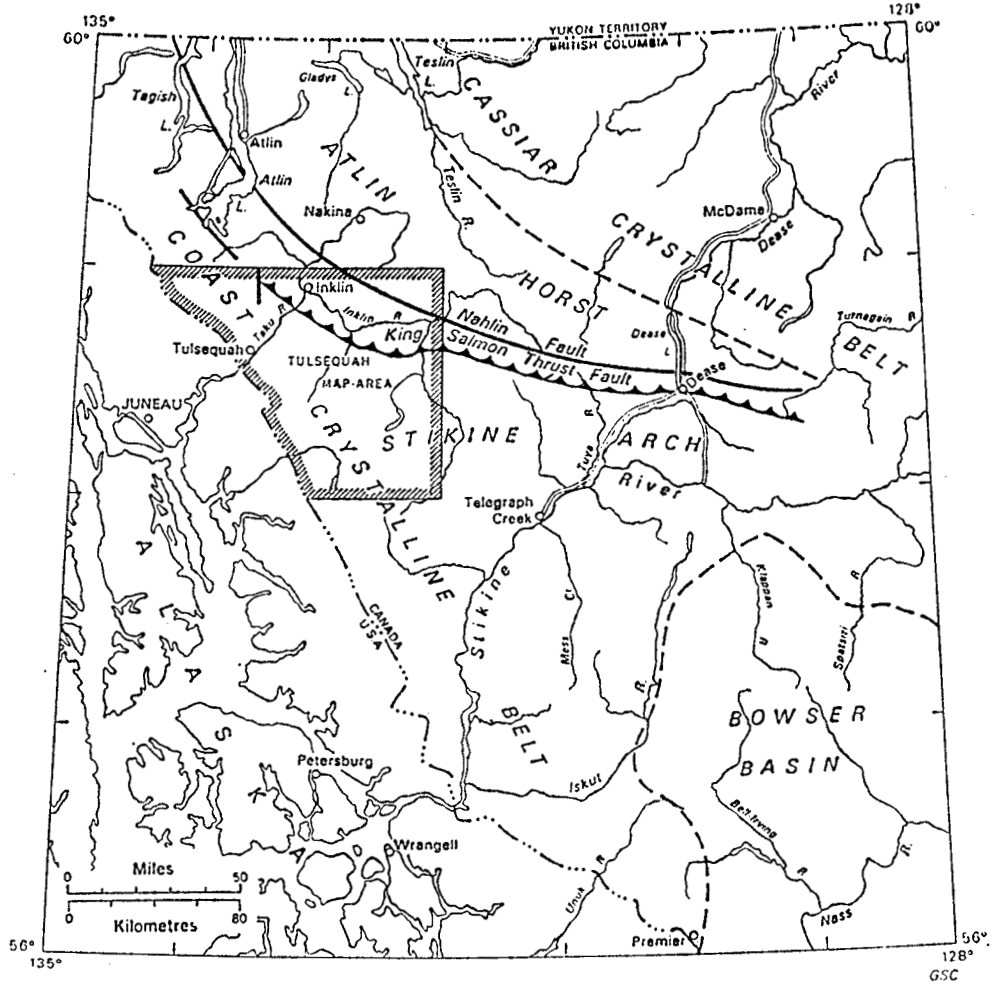 135°
128°
60°
60°
YUKON TERRITORY
BRITISH COLUMBIA
Teslin
L.
Gladys
L.
Tagish
L.
CASSIAR
River
Atlin
ATLIN
Atlin
L.
Teslin R.
Nakina
McDame
Dease
CRYSTALLINE
COAST
HORST
Inklin
Inklin R
Taku R
Nahlin Fault
King Salmon Thrust Fault
Dease
L
Turnagain R
BELT
Tulsequah
TULSEQUAH
MAP-AREA
Dease
JUNEAU
CRYSTALLINE
STIKINE
ARCH
Tuya R
River
Telegraph
Creek
Stikine
Mess Cr
Klappan
Spatsizi R
CANADA
USA
ALASKA
BELT
R.
BOWSER
BASIN
Petersburg
Iskut
Bell-Irving
R
R.
Wrangell
Miles
0 50
0 80
Kilometres
Unuk R
Nass
Premier
56°
56°
135°
128°
GSC